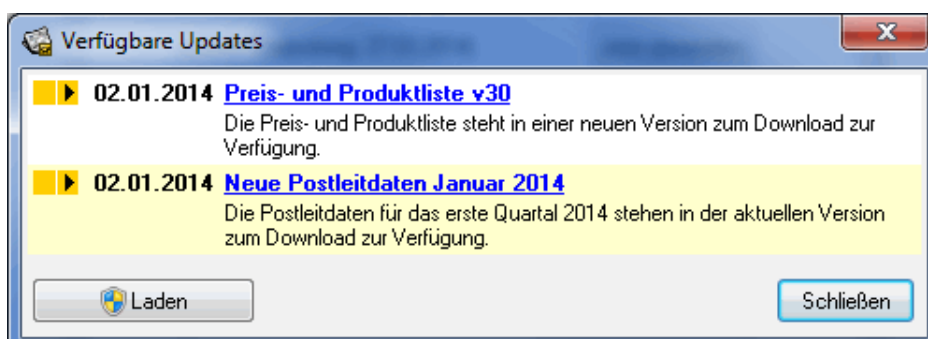 Verfügbare Updates
02.01.2014 Preis- und Produktliste v30
Die Preis- und Produktliste steht in einer neuen Version zum Download zur
Verfügung.
02.01.2014 Neue Postleitdaten Januar 2014
Die Postleitdaten für das erste Quartal 2014 stehen in der aktuellen Version
zum Download zur Verfügung.
Laden
Schließen